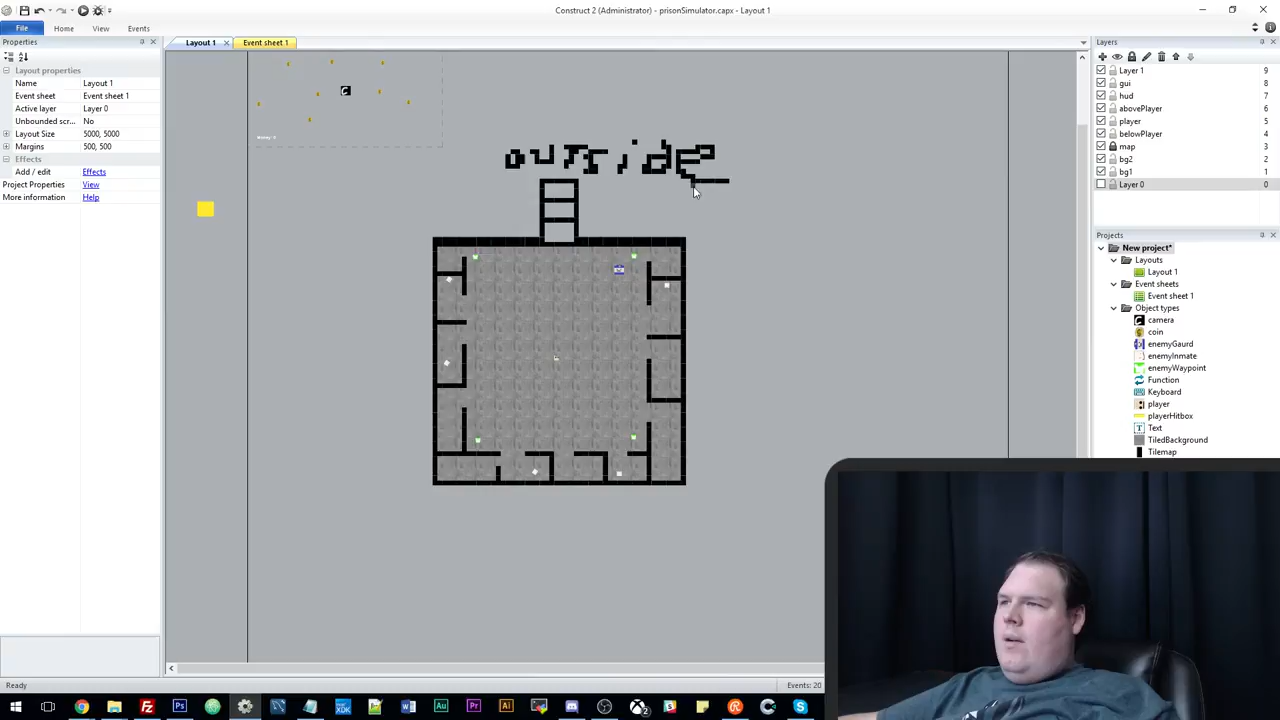 Construct 2 (Administrator) - prisonSimulator.capx - Layout 1
File
Home
View
Events
Properties
Layout 1
Event sheet 1
Layers
Layout properties
Name Layout 1
Event sheet Event sheet 1
Active layer Layer 0
Unbounded scr... No
Layout Size 5000, 5000
Margins 500, 500
Effects
Add / edit Effects
Project Properties View
More information Help
Money: 0
outside
Layer 1 9
gui 8
hud 7
abovePlayer 6
player 5
belowPlayer 4
map 3
bg2 2
bg1 1
Layer 0 0
Projects
New project*
Layouts
Layout 1
Event sheets
Event sheet 1
Object types
camera
coin
enemyGaurd
enemyInmate
enemyWaypoint
Function
Keyboard
player
playerHitbox
Text
TiledBackground
Tilemap
Ready
Events: 20